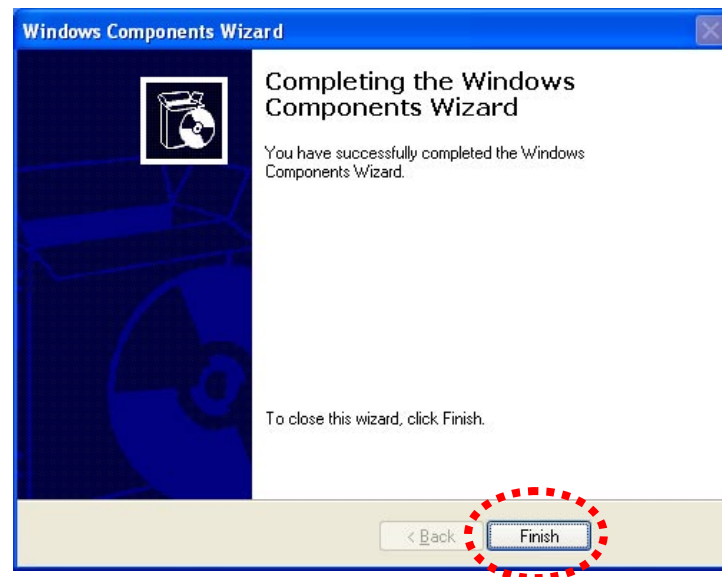 Windows Components Wizard
Completing the Windows
Components Wizard
You have successfully completed the Windows
Components Wizard.
To close this wizard, click Finish.
< Back
Finish